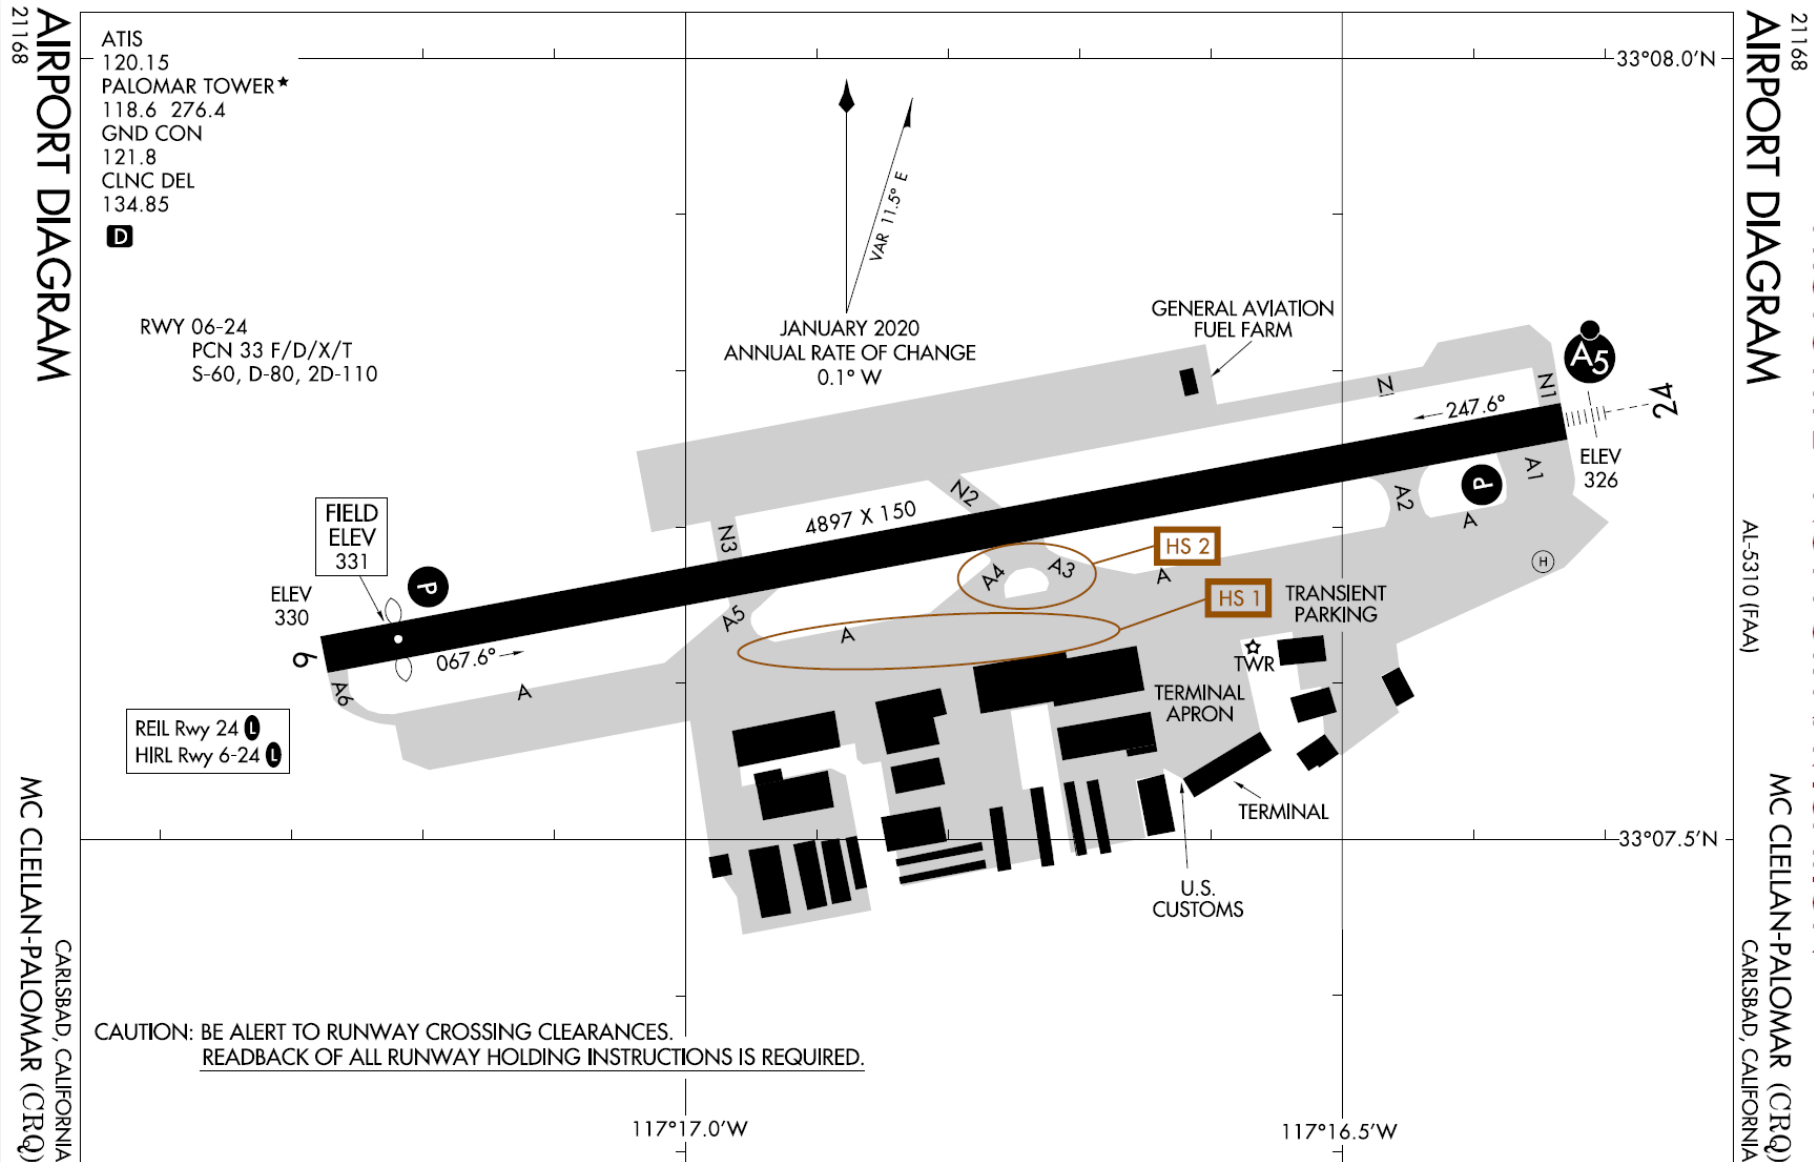 21168
AIRPORT DIAGRAM
MC CLELLAN-PALOMAR (CRQ)
CARLSBAD, CALIFORNIA
ATIS
120.15
PALOMAR TOWER★
118.6 276.4
GND CON
121.8
CLNC DEL
134.85
D
RWY 06-24
PCN 33 F/D/X/T
S-60, D-80, 2D-110
VAR 11.5° E
JANUARY 2020
ANNUAL RATE OF CHANGE
0.1° W
GENERAL AVIATION
FUEL FARM
33°08.0'N
A5
24
N
N1
247.6°
ELEV
326
A1
P
A2
A
H
N2
4897 X 150
N3
FIELD
ELEV
331
P
ELEV
330
6
067.6°
A6
A
A5
A
A4
A3
A
HS 2
HS 1
TRANSIENT
PARKING
TWR
TERMINAL
APRON
TERMINAL
U.S.
CUSTOMS
REIL Rwy 24 L
HIRL Rwy 6-24 L
33°07.5'N
CAUTION: BE ALERT TO RUNWAY CROSSING CLEARANCES.
READBACK OF ALL RUNWAY HOLDING INSTRUCTIONS IS REQUIRED.
117°17.0'W
117°16.5'W
21168
AIRPORT DIAGRAM
AL-5310 (FAA)
MC CLELLAN-PALOMAR (CRQ)
CARLSBAD, CALIFORNIA